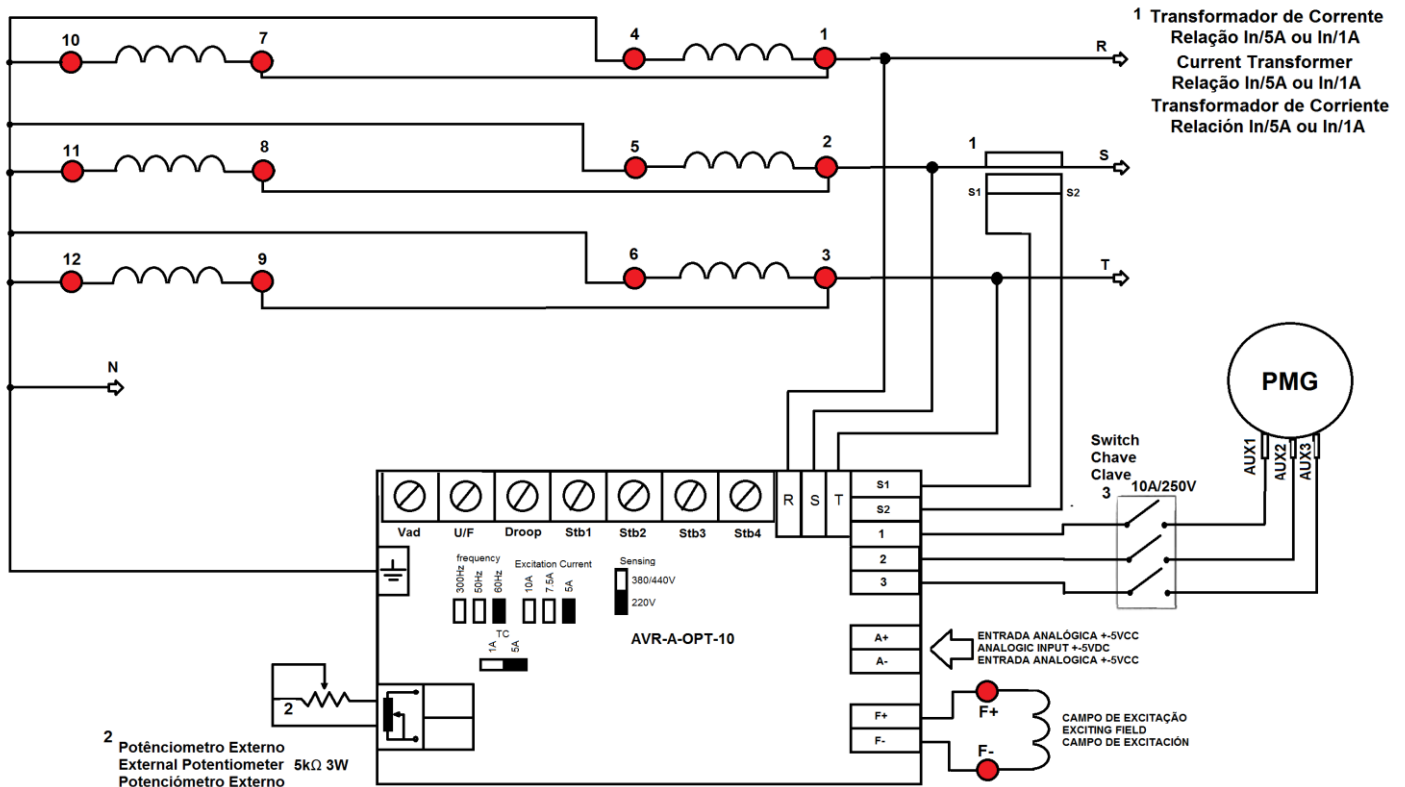 1 Transformador de Corrente
Relação In/5A ou In/1A
Current Transformer
Relação In/5A ou In/1A
Transformador de Corriente
Relación In/5A ou In/1A
10
7
4
1
R
11
8
5
2
1
S
S1
S2
12
9
6
3
T
N
PMG
AUX1
AUX2
AUX3
Switch
Chave
Clave
3
10A/250V
R
S
T
S1
S2
1
2
3
Vad
U/F
Droop
Stb1
Stb2
Stb3
Stb4
frequency
300Hz
50Hz
60Hz
Excitation Current
10A
7.5A
5A
Sensing
380/440V
220V
TC
1A
5A
AVR-A-OPT-10
A+
A-
ENTRADA ANALÓGICA +-5VCC
ANALOGIC INPUT +-5VDC
ENTRADA ANALOGICA +-5VCC
F+
F-
F+
F-
CAMPO DE EXCITAÇÃO
EXCITING FIELD
CAMPO DE EXCITACIÓN
2
2 Potênciometro Externo
External Potentiometer 5kΩ 3W
Potenciómetro Externo